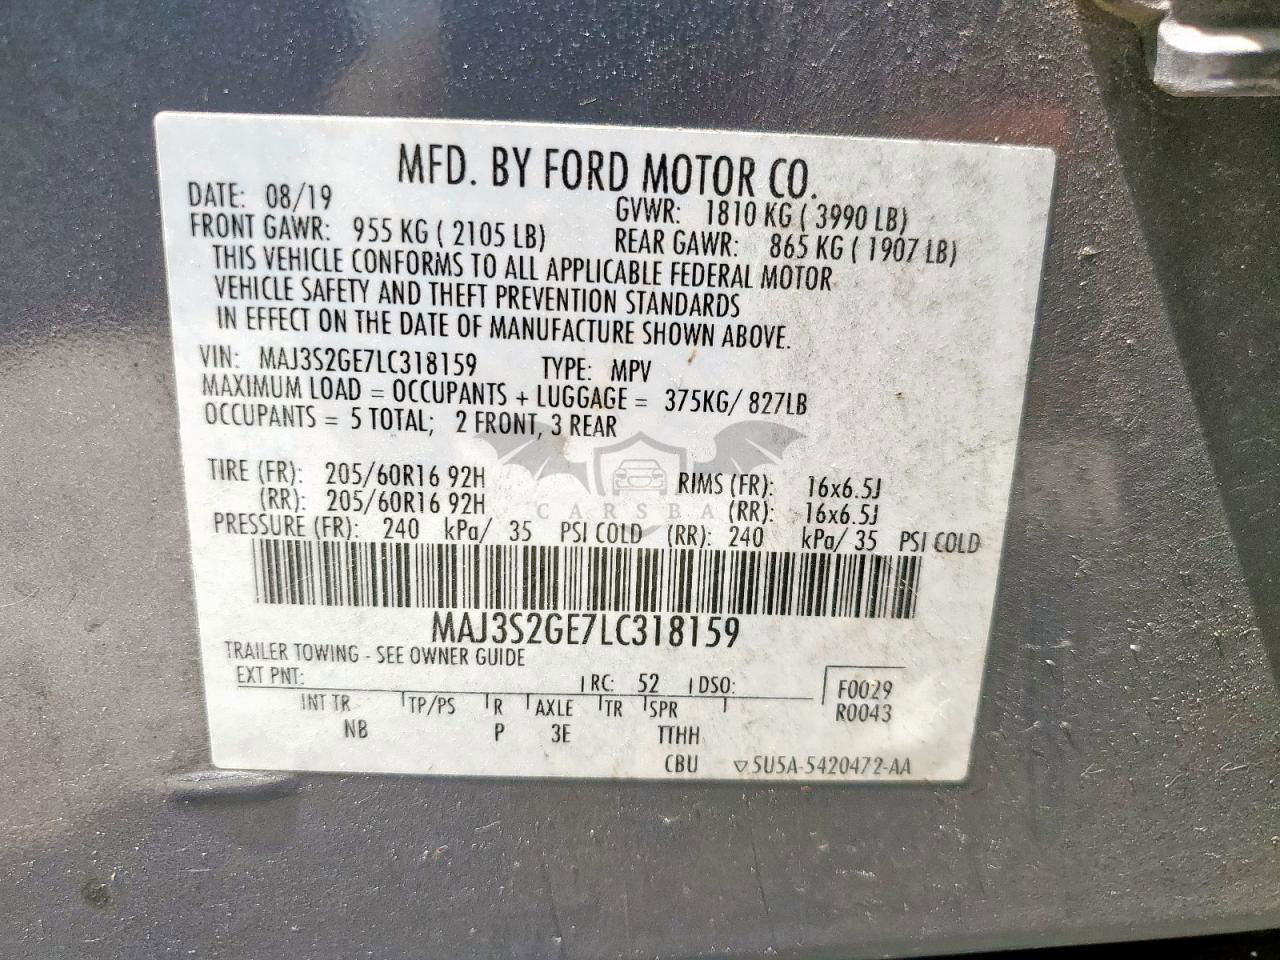 MFD. BY FORD MOTOR CO.
DATE: 08/19 GVWR: 1810 KG ( 3990 LB)
FRONT GAWR: 955 KG ( 2105 LB) REAR GAWR: 865 KG ( 1907 LB)
THIS VEHICLE CONFORMS TO ALL APPLICABLE FEDERAL MOTOR
VEHICLE SAFETY AND THEFT PREVENTION STANDARDS
IN EFFECT ON THE DATE OF MANUFACTURE SHOWN ABOVE.
VIN: MAJ3S2GE7LC318159 TYPE: MPV
MAXIMUM LOAD = OCCUPANTS + LUGGAGE = 375KG/ 827LB
OCCUPANTS = 5 TOTAL; 2 FRONT, 3 REAR
TIRE (FR): 205/60R16 92H RIMS (FR): 16x6.5J
(RR): 205/60R16 92H (RR): 16x6.5J
CARSBA
PRESSURE (FR): 240 kPa/ 35 PSI COLD (RR): 240 kPa/ 35 PSI COLD
MAJ3S2GE7LC318159
TRAILER TOWING - SEE OWNER GUIDE
EXT PNT: RC: 52 DSO: F0029
INT TR TP/PS R AXLE TR SPR R0043
NB P 3E TTHH
CBU ▽5U5A-5420472-AA